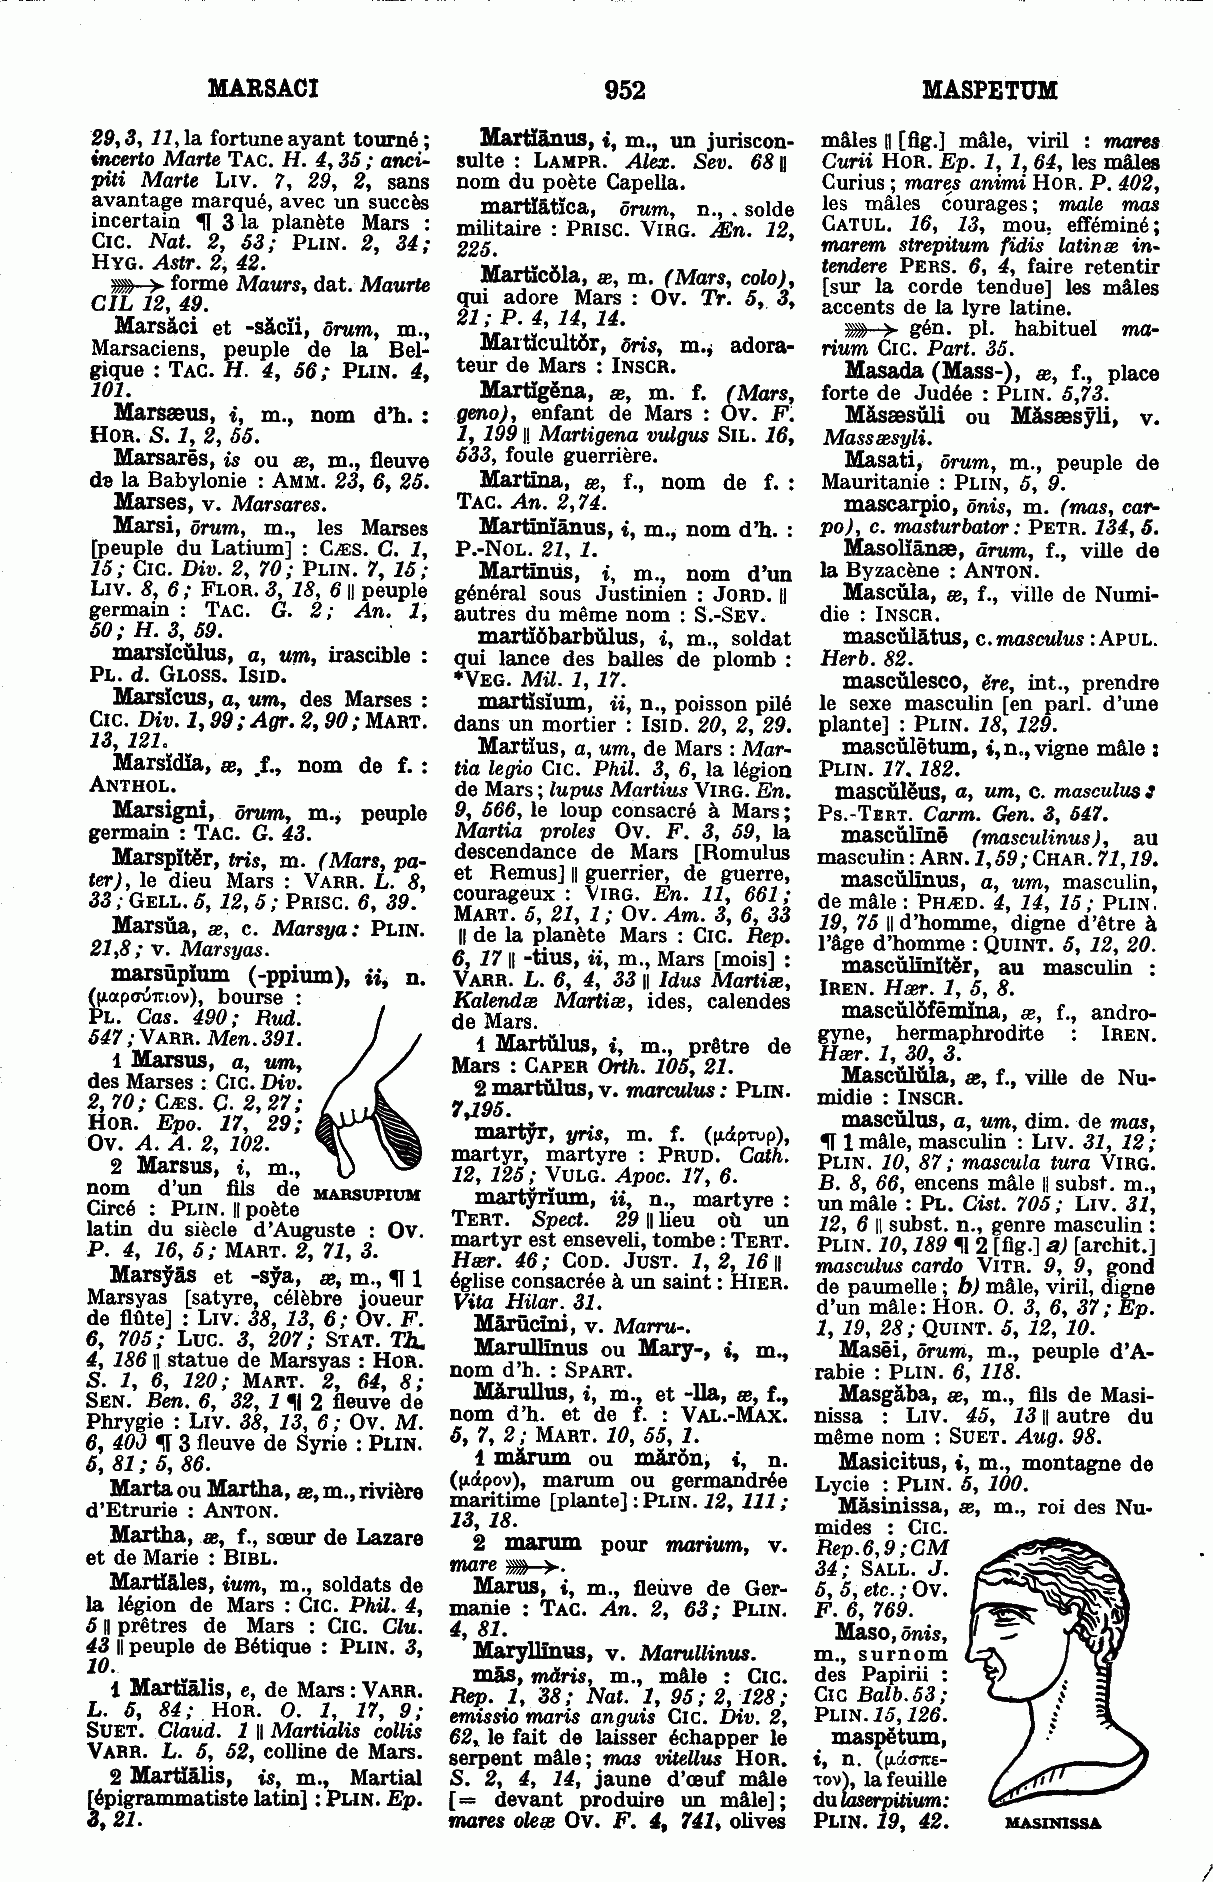 MARSACI
952
MASPETUM
29, 3, 11, la fortune ayant tourné ;
incerto Marte TAC. H. 4, 35 ; anci-
piti Marte LIV. 7, 29, 2, sans
avantage marqué, avec un succès
incertain ¶ 3 la planète Mars :
CIC. Nat. 2, 53 ; PLIN. 2, 34 ;
HYG. Astr. 2, 42.
⟫→ forme Maurs, dat. Maurte
CIL 12, 49.
Marsăci et -săcĭi, ōrum, m.,
Marsaciens, peuple de la Bel-
gique : TAC. H. 4, 56 ; PLIN. 4,
101.
Marsæus, i, m., nom d'h. :
HOR. S. 1, 2, 55.
Marsarēs, is ou æ, m., fleuve
de la Babylonie : AMM. 23, 6, 25.
Marses, v. Marsares.
Marsi, ōrum, m., les Marses
[peuple du Latium] : CÆS. C. 1,
15 ; CIC. Div. 2, 70 ; PLIN. 7, 15 ;
LIV. 8, 6 ; FLOR. 3, 18, 6 ‖ peuple
germain : TAC. G. 2 ; An. 1,
50 ; H. 3, 59.
marsĭcŭlus, a, um, irascible :
PL. d. GLOSS. ISID.
Marsĭcus, a, um, des Marses :
CIC. Div. 1, 99 ; Agr. 2, 90 ; MART.
13, 121.
Marsĭdĭa, æ, f., nom de f. :
ANTHOL.
Marsigni, ōrum, m., peuple
germain : TAC. G. 43.
Marspĭtĕr, tris, m. (Mars, pa-
ter), le dieu Mars : VARR. L. 8,
33 ; GELL. 5, 12, 5 ; PRISC. 6, 39.
Marsŭa, æ, c. Marsya : PLIN.
21, 8 ; v. Marsyas.
marsūpĭum (-ppium), ii, n.
(μαρσύπιον), bourse :
PL. Cas. 490 ; Rud.
547 ; VARR. Men. 391.
1 Marsus, a, um,
des Marses : CIC. Div.
2, 70 ; CÆS. C. 2, 27 ;
HOR. Epo. 17, 29 ;
OV. A. A. 2, 102.
2 Marsus, i, m.,
nom d'un fils de
Circé : PLIN. ‖ poète
latin du siècle d'Auguste : OV.
P. 4, 16, 5 ; MART. 2, 71, 3.
MARSUPIUM
Marsy̆ās et -sy̆a, æ, m., ¶ 1
Marsyas [satyre, célèbre joueur
de flûte] : LIV. 38, 13, 6 ; OV. F.
6, 705 ; LUC. 3, 207 ; STAT. Th.
4, 186 ‖ statue de Marsyas : HOR.
S. 1, 6, 120 ; MART. 2, 64, 8 ;
SEN. Ben. 6, 32, 1 ¶ 2 fleuve de
Phrygie : LIV. 38, 13, 6 ; OV. M.
6, 400 ¶ 3 fleuve de Syrie : PLIN.
5, 81 ; 5, 86.
Marta ou Martha, æ, m., rivière
d'Etrurie : ANTON.
Martha, æ, f., sœur de Lazare
et de Marie : BIBL.
Martĭāles, ium, m., soldats de
la légion de Mars : CIC. Phil. 4,
5 ‖ prêtres de Mars : CIC. Clu.
43 ‖ peuple de Bétique : PLIN. 3,
10.
1 Martĭālis, e, de Mars : VARR.
L. 5, 84 ; HOR. O. 1, 17, 9 ;
SUET. Claud. 1 ‖ Martialis collis
VARR. L. 5, 52, colline de Mars.
2 Martĭālis, is, m., Martial
[épigrammatiste latin] : PLIN. Ep.
3, 21.
Martĭānus, i, m., un juriscon-
sulte : LAMPR. Alex. Sev. 68 ‖
nom du poète Capella.
martĭātĭca, ōrum, n., solde
militaire : PRISC. VIRG. Æn. 12,
225.
Martĭcŏla, æ, m. (Mars, colo),
qui adore Mars : OV. Tr. 5, 3,
21 ; P. 4, 14, 14.
Martĭcultŏr, ōris, m., adora-
teur de Mars : INSCR.
Martĭgĕna, æ, m. f. (Mars,
geno), enfant de Mars : OV. F.
1, 199 ‖ Martigena vulgus SIL. 16,
533, foule guerrière.
Martīna, æ, f., nom de f. :
TAC. An. 2, 74.
Martīnĭānus, i, m., nom d'h. :
P.-NOL. 21, 1.
Martīnus, i, m., nom d'un
général sous Justinien : JORD. ‖
autres du même nom : S.-SEV.
martĭŏbarbŭlus, i, m., soldat
qui lance des balles de plomb :
*VEG. Mil. 1, 17.
martĭsĭum, ii, n., poisson pilé
dans un mortier : ISID. 20, 2, 29.
Martĭus, a, um, de Mars : Mar-
tia legio CIC. Phil. 3, 6, la légion
de Mars ; lupus Martius VIRG. En.
9, 566, le loup consacré à Mars ;
Martia proles OV. F. 3, 59, la
descendance de Mars [Romulus
et Remus] ‖ guerrier, de guerre,
courageux : VIRG. En. 11, 661 ;
MART. 5, 21, 1 ; OV. Am. 3, 6, 33
‖ de la planète Mars : CIC. Rep.
6, 17 ‖ -tius, ii, m., Mars [mois] :
VARR. L. 6, 4, 33 ‖ Idus Martiæ,
Kalendæ Martiæ, ides, calendes
de Mars.
1 Martŭlus, i, m., prêtre de
Mars : CAPER Orth. 105, 21.
2 martŭlus, v. marculus : PLIN.
7, 195.
martўr, yris, m. f. (μάρτυρ),
martyr, martyre : PRUD. Cath.
12, 125 ; VULG. Apoc. 17, 6.
martўrĭum, ii, n., martyre :
TERT. Spect. 29 ‖ lieu où un
martyr est enseveli, tombe : TERT.
Hær. 46 ; COD. JUST. 1, 2, 16 ‖
église consacrée à un saint : HIER.
Vita Hilar. 31.
Mārūcīni, v. Marru-.
Marullīnus ou Mary-, i, m.,
nom d'h. : SPART.
Mărullus, i, m., et -lla, æ, f.,
nom d'h. et de f. : VAL.-MAX.
5, 7, 2 ; MART. 10, 55, 1.
1 mărum ou mărŏn, i, n.
(μάρον), marum ou germandrée
maritime [plante] : PLIN. 12, 111 ;
13, 18.
2 marum pour marium, v.
mare ⟫→.
Marus, i, m., fleuve de Ger-
manie : TAC. An. 2, 63 ; PLIN.
4, 81.
Maryllīnus, v. Marullinus.
mās, măris, m., mâle : CIC.
Rep. 1, 38 ; Nat. 1, 95 ; 2, 128 ;
emissio maris anguis CIC. Div. 2,
62, le fait de laisser échapper le
serpent mâle ; mas vitellus HOR.
S. 2, 4, 14, jaune d'œuf mâle
[= devant produire un mâle] ;
mares oleæ OV. F. 4, 741, olives
mâles ‖ [fig.] mâle, viril : mares
Curii HOR. Ep. 1, 1, 64, les mâles
Curius ; mares animi HOR. P. 402,
les mâles courages ; male mas
CATUL. 16, 13, mou, efféminé ;
marem strepitum fidis latinæ in-
tendere PERS. 6, 4, faire retentir
[sur la corde tendue] les mâles
accents de la lyre latine.
⟫→ gén. pl. habituel ma-
rium CIC. Part. 35.
Masada (Mass-), æ, f., place
forte de Judée : PLIN. 5, 73.
Măsæsŭli ou Măsæsўli, v.
Massæsyli.
Masati, ōrum, m., peuple de
Mauritanie : PLIN, 5, 9.
mascarpio, ōnis, m. (mas, car-
po), c. masturbator : PETR. 134, 5.
Masolĭānæ, ārum, f., ville de
la Byzacène : ANTON.
Mascŭla, æ, f., ville de Numi-
die : INSCR.
mascŭlātus, c. masculus : APUL.
Herb. 82.
mascŭlesco, ĕre, int., prendre
le sexe masculin [en parl. d'une
plante] : PLIN. 18, 129.
mascŭlētum, i, n., vigne mâle :
PLIN. 17. 182.
mascŭlĕus, a, um, c. masculus :
PS.-TERT. Carm. Gen. 3, 547.
mascŭlīnē (masculinus), au
masculin : ARN. 1, 59 ; CHAR. 71, 19.
mascŭlīnus, a, um, masculin,
de mâle : PHÆD. 4, 14, 15 ; PLIN.
19, 75 ‖ d'homme, digne d'être à
l'âge d'homme : QUINT. 5, 12, 20.
mascŭlīnĭtĕr, au masculin :
IREN. Hær. 1, 5, 8.
mascŭlŏfēmĭna, æ, f., andro-
gyne, hermaphrodite : IREN.
Hær. 1, 30, 3.
Mascŭlŭla, æ, f., ville de Nu-
midie : INSCR.
mascŭlus, a, um, dim. de mas,
¶ 1 mâle, masculin : LIV. 31, 12 ;
PLIN. 10, 87 ; mascula tura VIRG.
B. 8, 66, encens mâle ‖ subst. m.,
un mâle : PL. Cist. 705 ; LIV. 31,
12, 6 ‖ subst. n., genre masculin :
PLIN. 10, 189 ¶ 2 [fig.] a) [archit.]
masculus cardo VITR. 9, 9, gond
de paumelle ; b) mâle, viril, digne
d'un mâle : HOR. O. 3, 6, 37 ; Ep.
1, 19, 28 ; QUINT. 5, 12, 10.
Masēi, ōrum, m., peuple d'A-
rabie : PLIN. 6, 118.
Masgăba, æ, m., fils de Masi-
nissa : LIV. 45, 13 ‖ autre du
même nom : SUET. Aug. 98.
Masicitus, i, m., montagne de
Lycie : PLIN. 5, 100.
Măsinissa, æ, m., roi des Nu-
mides : CIC.
Rep. 6, 9 ; CM
34 ; SALL. J.
5, 5, etc. ; OV.
F. 6, 769.
Maso, ōnis,
m., surnom
des Papirii :
CIC Balb. 53 ;
PLIN. 15, 126.
maspĕtum,
i, n. (μάσπε-
τον), la feuille
du laserpitium :
PLIN. 19, 42.
MASINISSA